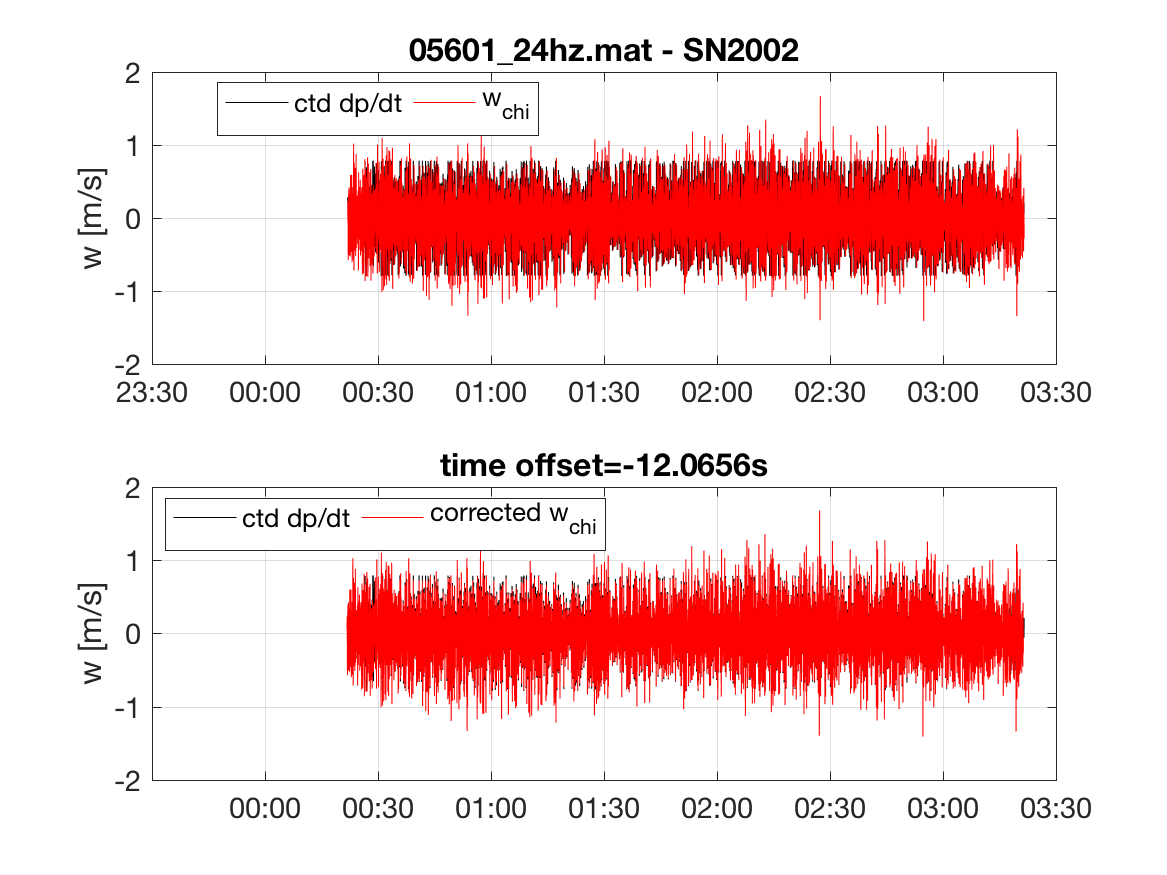 05601_24hz.mat - SN2002
ctd dp/dt w_chi
w [m/s]
2
1
0
-1
-2
23:30 00:00 00:30 01:00 01:30 02:00 02:30 03:00 03:30
time offset=-12.0656s
ctd dp/dt corrected w_chi
w [m/s]
2
1
0
-1
-2
00:00 00:30 01:00 01:30 02:00 02:30 03:00 03:30